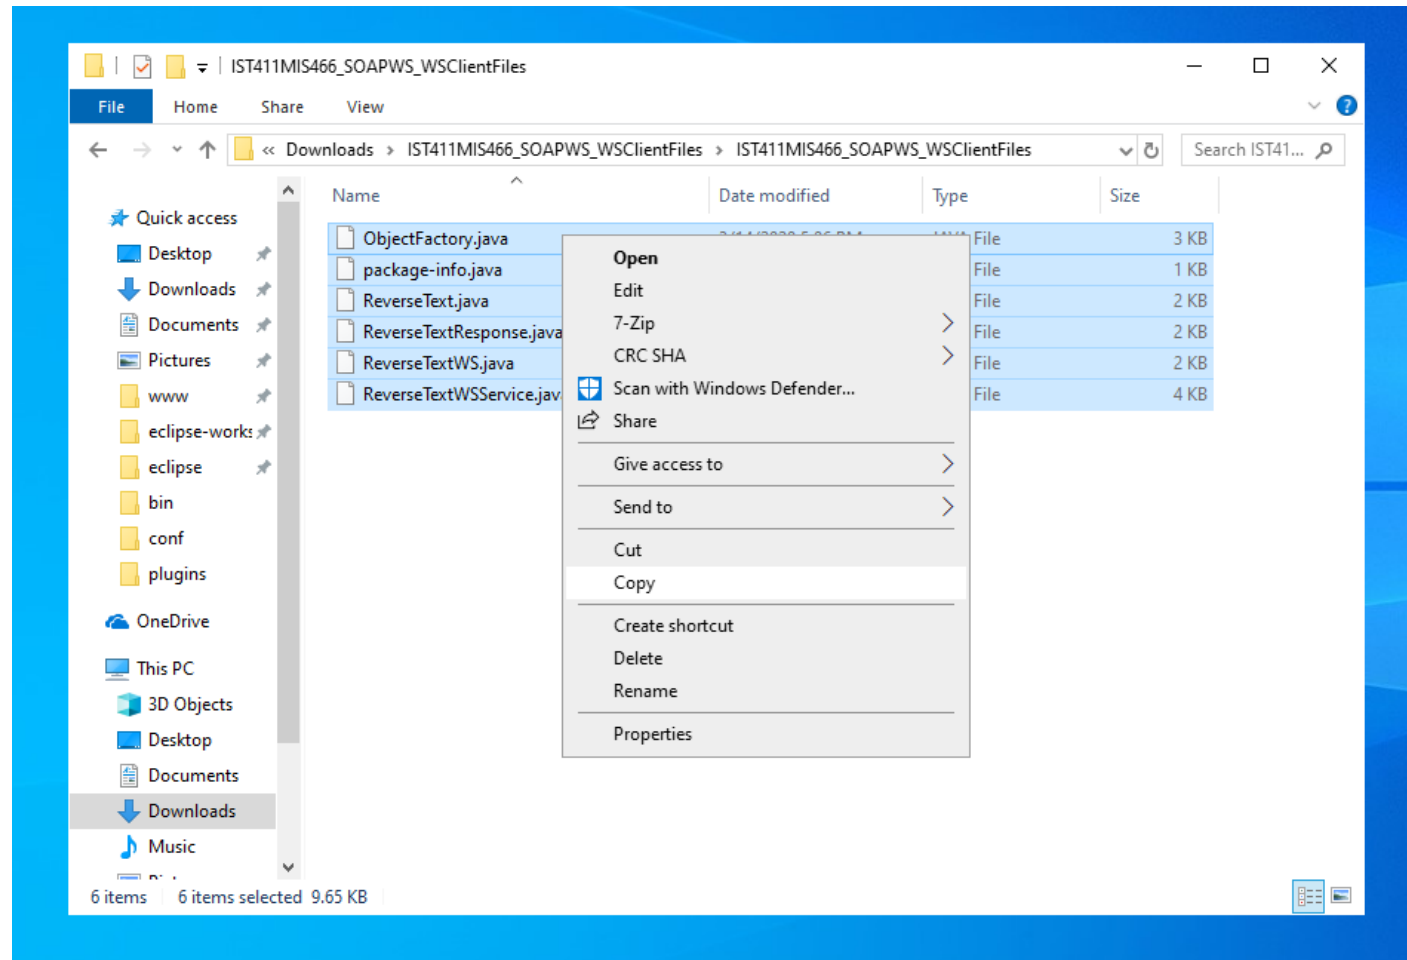 IST411MIS466_SOAPWS_WSClientFiles
File Home Share View
« Downloads > IST411MIS466_SOAPWS_WSClientFiles > IST411MIS466_SOAPWS_WSClientFiles
Search IST41...
Name Date modified Type Size
Quick access
Desktop
Downloads
Documents
Pictures
www
eclipse-works
eclipse
bin
conf
plugins
OneDrive
This PC
3D Objects
Desktop
Documents
Downloads
Music
ObjectFactory.java File 3 KB
package-info.java File 1 KB
ReverseText.java File 2 KB
ReverseTextResponse.java File 2 KB
ReverseTextWS.java File 2 KB
ReverseTextWSService.jav File 4 KB
Open
Edit
7-Zip
CRC SHA
Scan with Windows Defender...
Share
Give access to
Send to
Cut
Copy
Create shortcut
Delete
Rename
Properties
6 items 6 items selected 9.65 KB